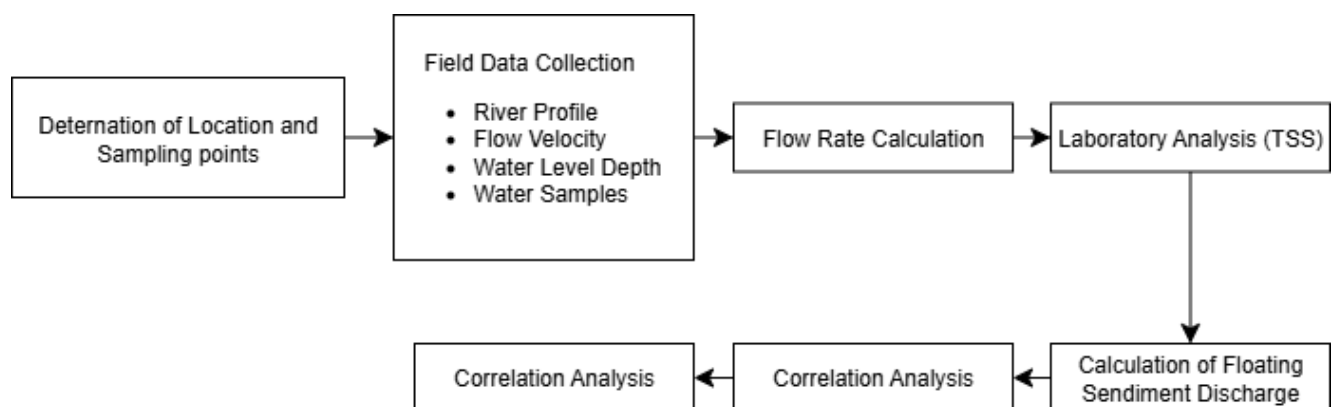 Deternation of Location and
Sampling points
Field Data Collection
• River Profile
• Flow Velocity
• Water Level Depth
• Water Samples
Flow Rate Calculation
Laboratory Analysis (TSS)
Calculation of Floating
Sendiment Discharge
Correlation Analysis
Correlation Analysis